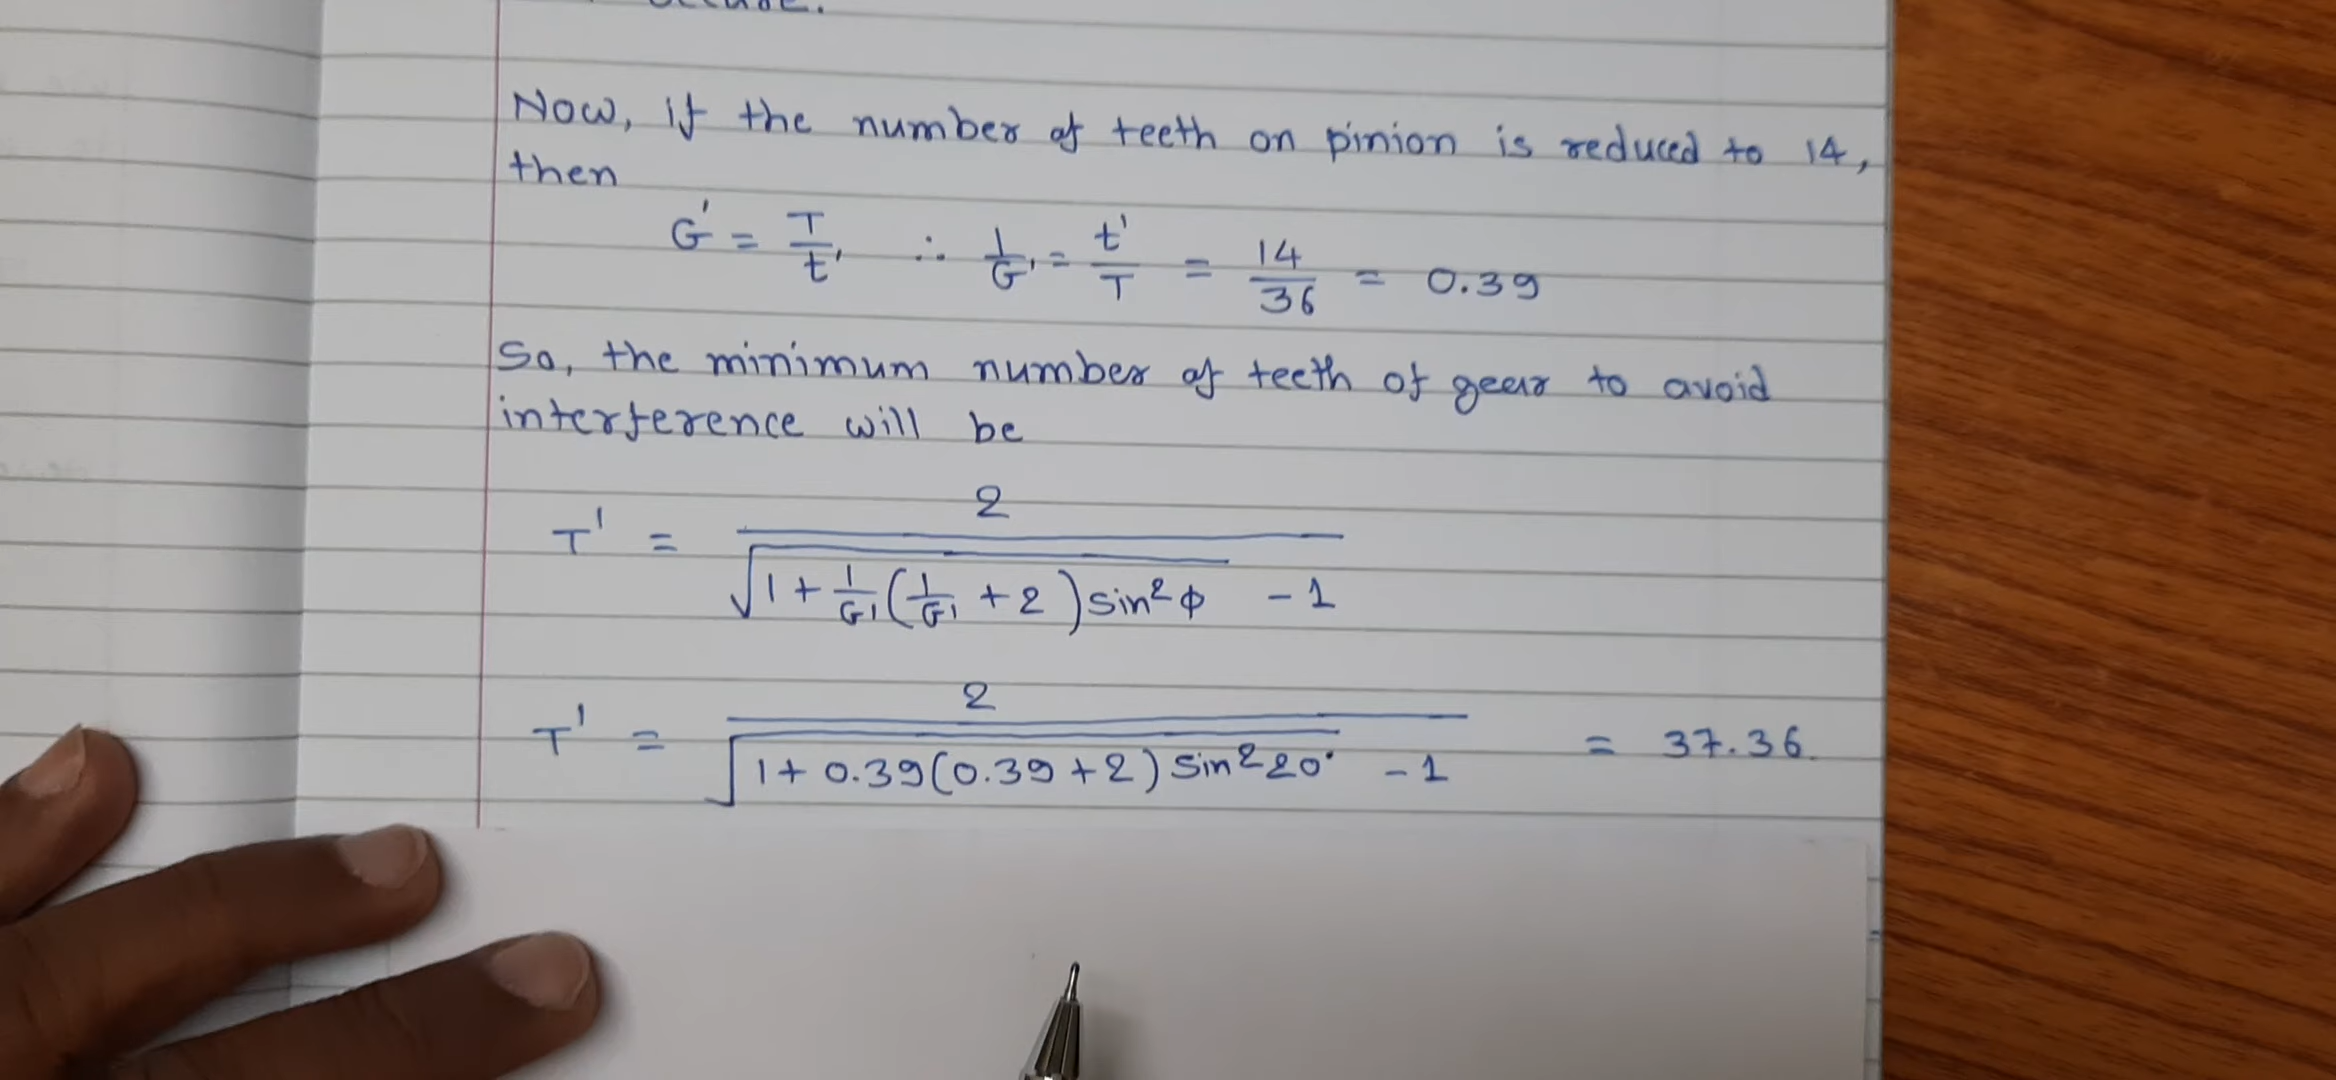 Now, if the number of teeth on pinion is reduced to 14,
then
G' = T/t' ∴ 1/G' = t'/T = 14/36 = 0.39
So, the minimum number of teeth of gear to avoid
interference will be
T' = 2/(√(1 + 1/G'(1/G' + 2) sin²φ) - 1)
T' = 2/(√(1 + 0.39(0.39 + 2) sin²20°) - 1) = 37.36.